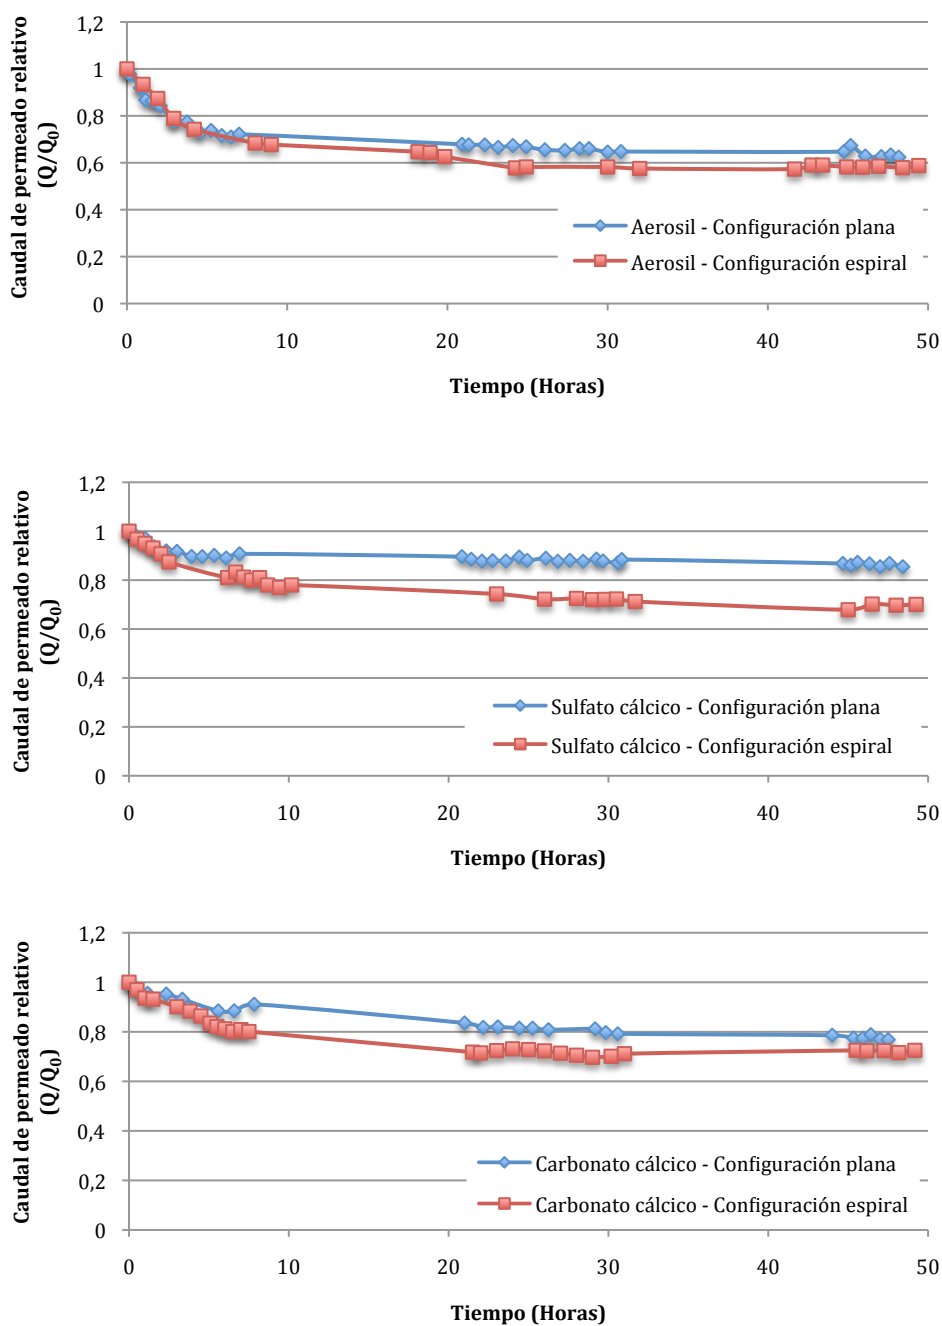 Caudal de permeado relativo
(Q/Q0)
1,2
1
0,8
0,6
0,4
0,2
0
Aerosil - Configuración plana
Aerosil - Configuración espiral
0 10 20 30 40 50
Tiempo (Horas)
Caudal de permeado relativo
(Q/Q0)
1,2
1
0,8
0,6
0,4
0,2
0
Sulfato cálcico - Configuración plana
Sulfato cálcico - Configuración espiral
0 10 20 30 40 50
Tiempo (Horas)
Caudal de permeado relativo
(Q/Q0)
1,2
1
0,8
0,6
0,4
0,2
0
Carbonato cálcico - Configuración plana
Carbonato cálcico - Configuración espiral
0 10 20 30 40 50
Tiempo (Horas)